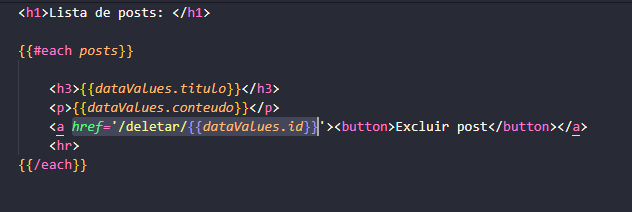 <h1>Lista de posts: </h1>
{{#each posts}}
<h3>{{dataValues.titulo}}</h3>
<p>{{dataValues.conteudo}}</p>
<a href='/deletar/{{dataValues.id}}'><button>Excluir post</button></a>
<hr>
{{/each}}